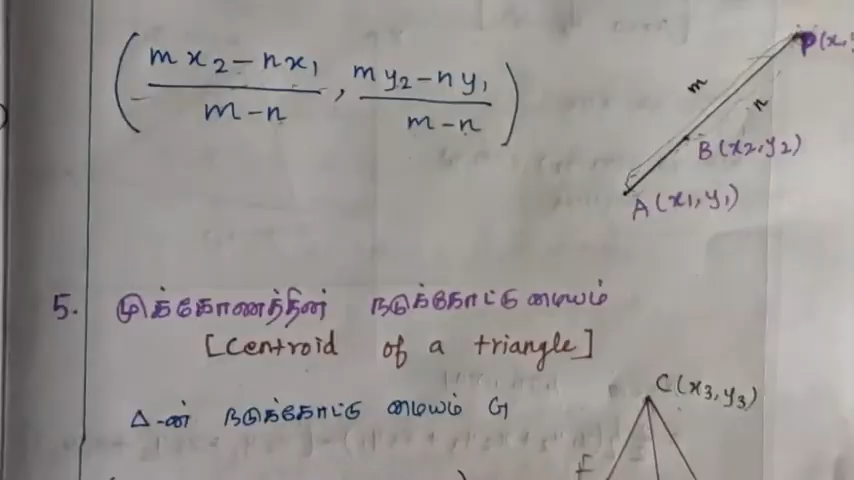 ( mx₂ - nx₁ / m - n , my₂ - ny₁ / m - n )
P(x,
m
n
B(x₂, y₂)
A(x₁, y₁)
5. முக்கோணத்தின் நடுக்கோட்டு மையம்
[Centroid of a triangle]
C(x₃, y₃)
Δ-ன் நடுக்கோட்டு மையம் G
F